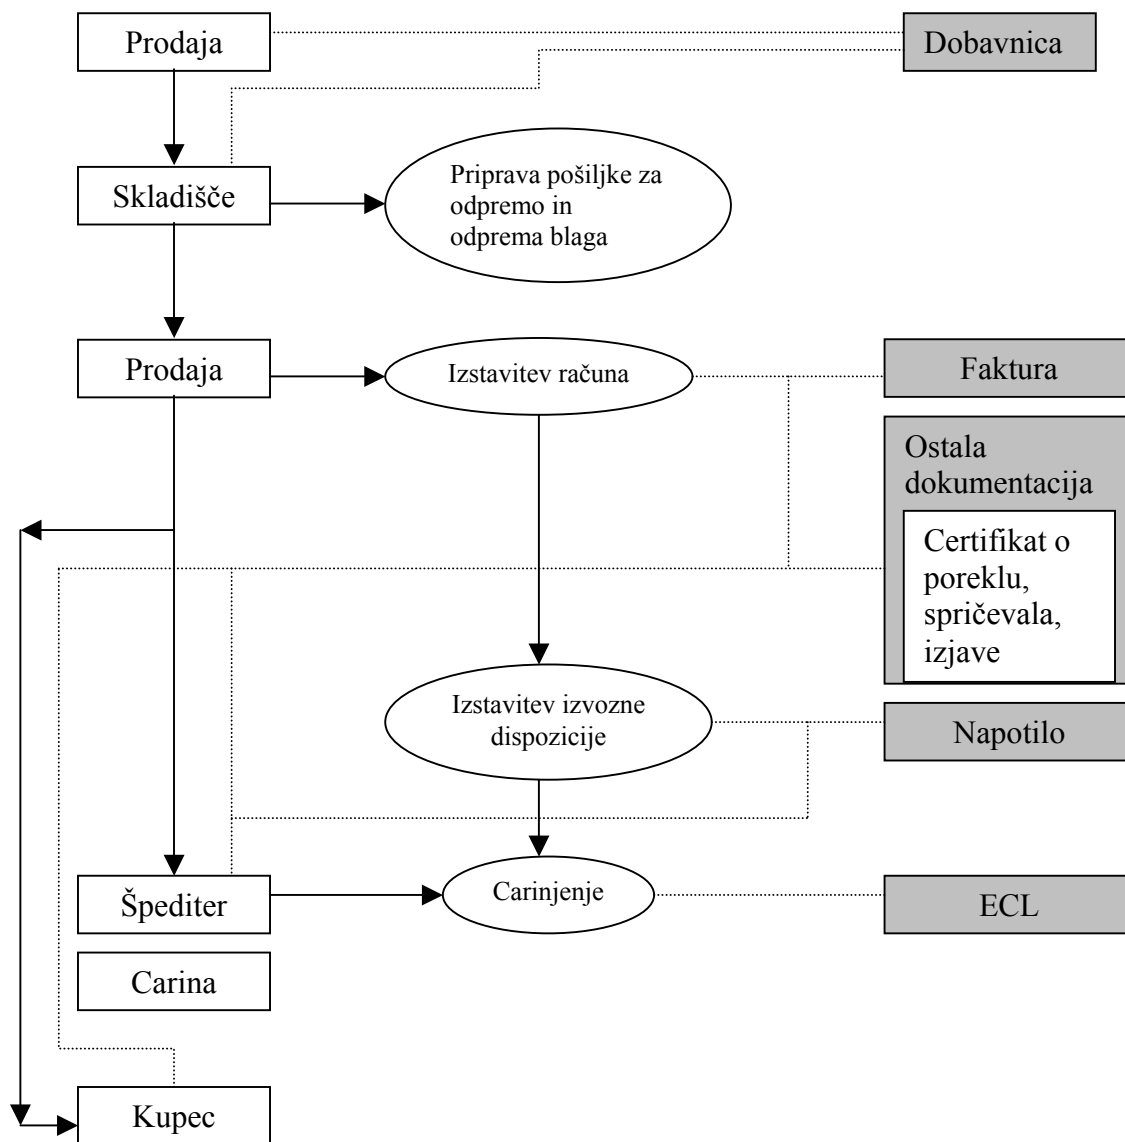 Prodaja
Dobavnica
Skladišče
Priprava pošiljke za
odpremo in
odprema blaga
Prodaja
Izstavitev računa
Faktura
Ostala
dokumentacija
Certifikat o
poreklu,
spričevala,
izjave
Izstavitev izvozne
dispozicije
Napotilo
Špediter
Carinjenje
ECL
Carina
Kupec